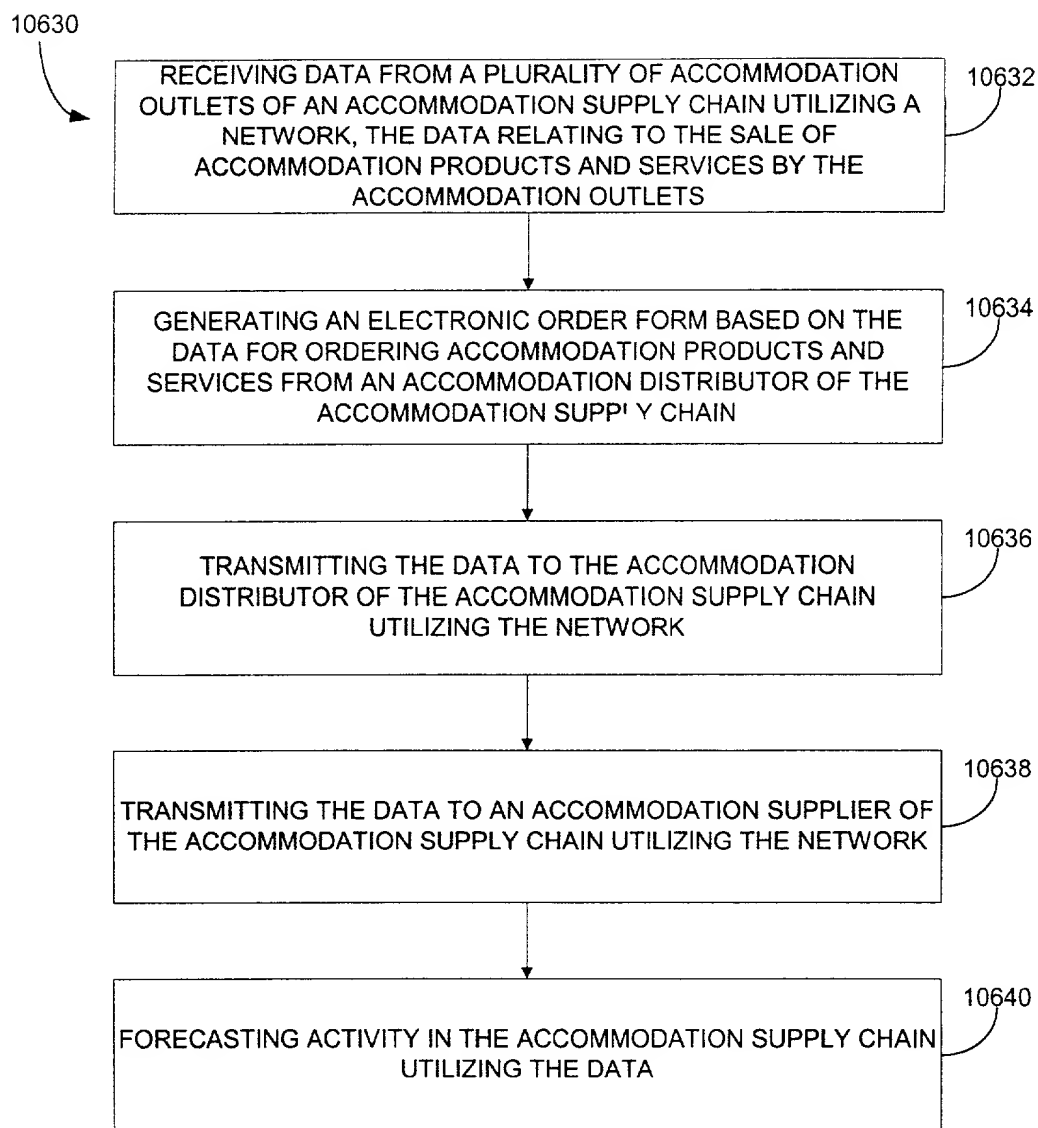 10630
RECEIVING DATA FROM A PLURALITY OF ACCOMMODATION
OUTLETS OF AN ACCOMMODATION SUPPLY CHAIN UTILIZING A
NETWORK, THE DATA RELATING TO THE SALE OF
ACCOMMODATION PRODUCTS AND SERVICES BY THE
ACCOMMODATION OUTLETS
10632
GENERATING AN ELECTRONIC ORDER FORM BASED ON THE
DATA FOR ORDERING ACCOMMODATION PRODUCTS AND
SERVICES FROM AN ACCOMMODATION DISTRIBUTOR OF THE
ACCOMMODATION SUPPLY CHAIN
10634
TRANSMITTING THE DATA TO THE ACCOMMODATION
DISTRIBUTOR OF THE ACCOMMODATION SUPPLY CHAIN
UTILIZING THE NETWORK
10636
TRANSMITTING THE DATA TO AN ACCOMMODATION SUPPLIER OF
THE ACCOMMODATION SUPPLY CHAIN UTILIZING THE NETWORK
10638
FORECASTING ACTIVITY IN THE ACCOMMODATION SUPPLY CHAIN
UTILIZING THE DATA
10640